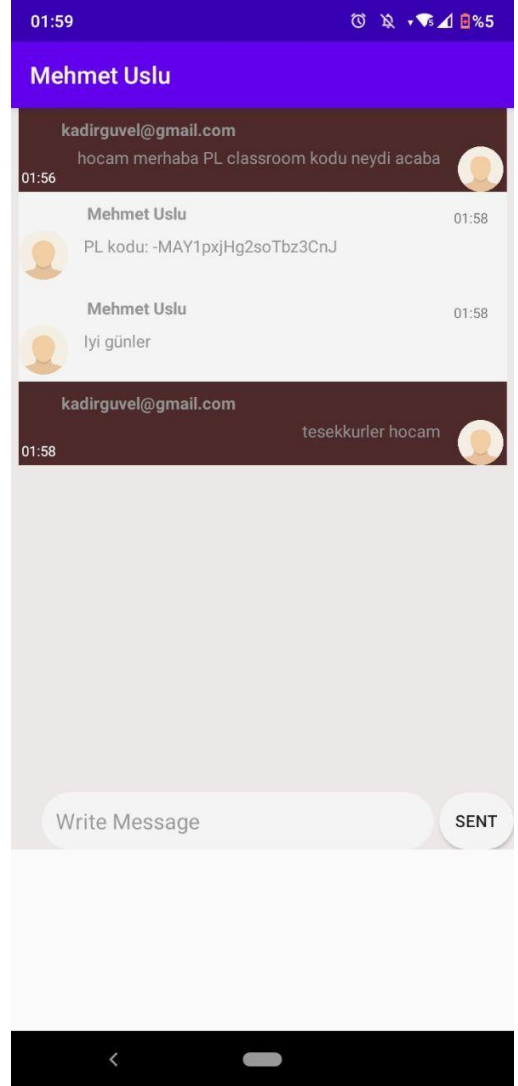 01:59
%5
Mehmet Uslu
kadirguvel@gmail.com
hocam merhaba PL classroom kodu neydi acaba
01:56
Mehmet Uslu
01:58
PL kodu: -MAY1pxjHg2soTbz3CnJ
Mehmet Uslu
01:58
Iyi günler
kadirguvel@gmail.com
tesekkurler hocam
01:58
Write Message
SENT